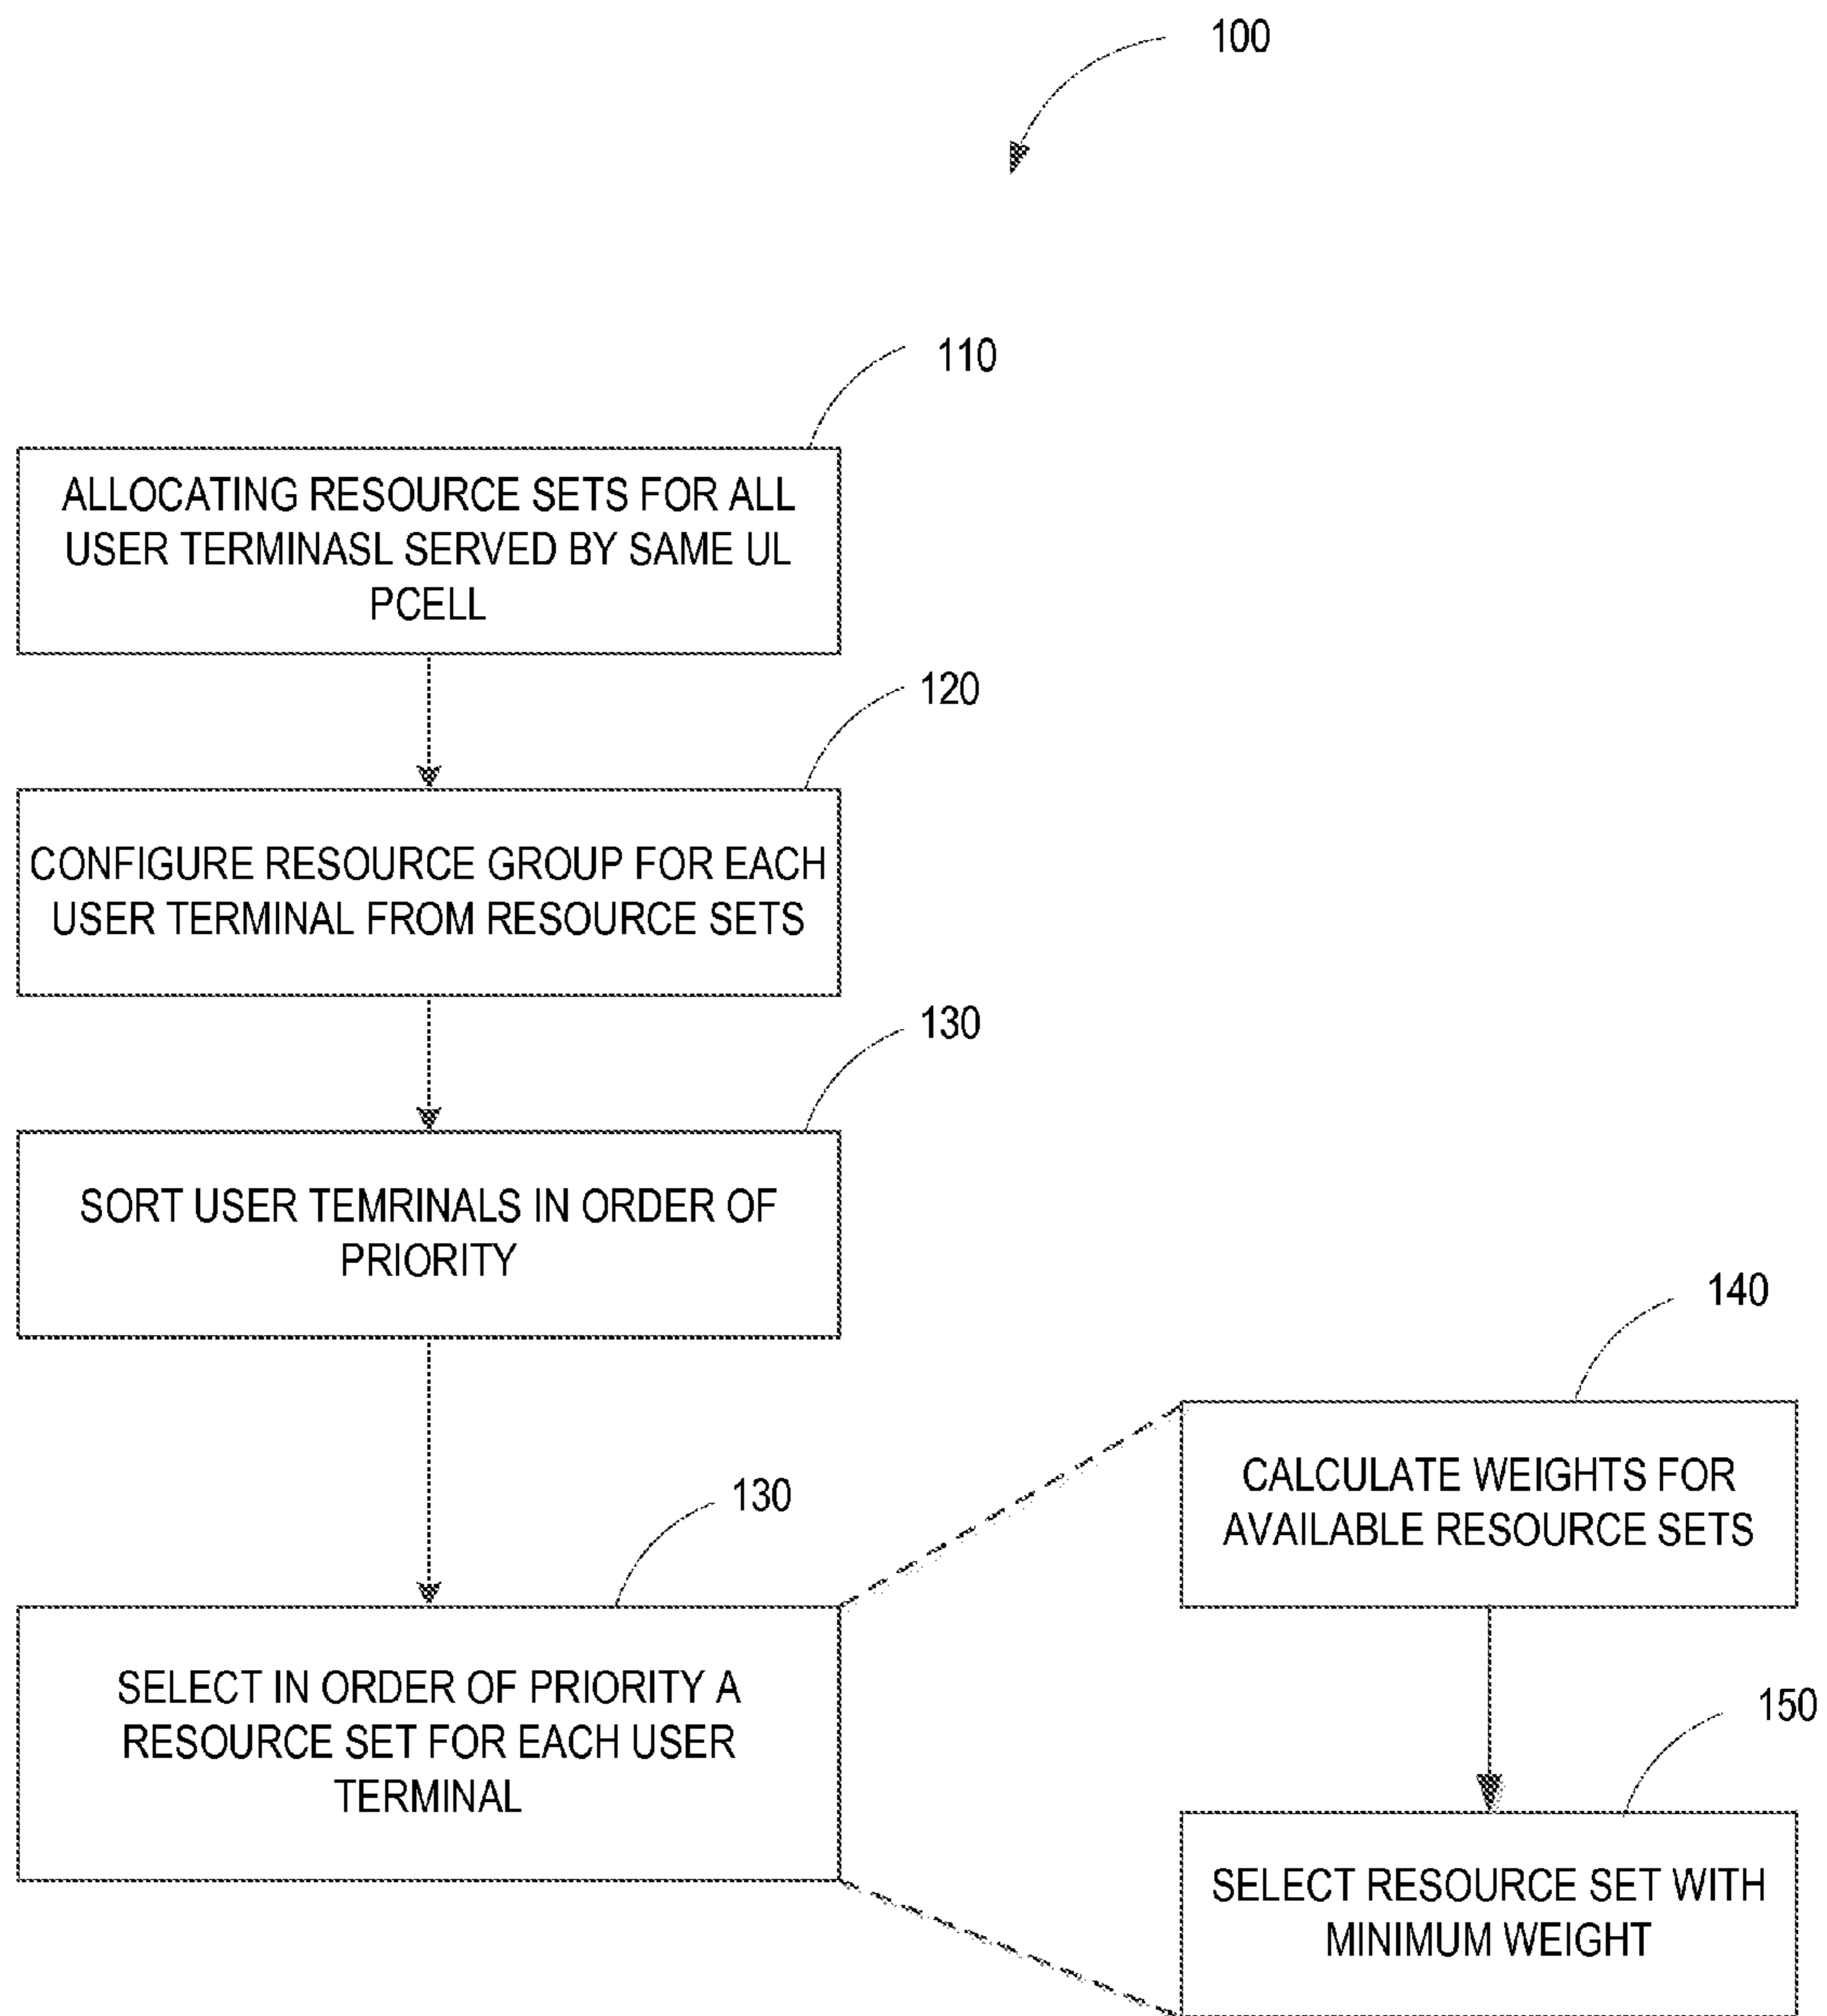 100
110
ALLOCATING RESOURCE SETS FOR ALL
USER TERMINASL SERVED BY SAME UL
PCELL
120
CONFIGURE RESOURCE GROUP FOR EACH
USER TERMINAL FROM RESOURCE SETS
130
SORT USER TEMRINALS IN ORDER OF
PRIORITY
130
SELECT IN ORDER OF PRIORITY A
RESOURCE SET FOR EACH USER
TERMINAL
140
CALCULATE WEIGHTS FOR
AVAILABLE RESOURCE SETS
150
SELECT RESOURCE SET WITH
MINIMUM WEIGHT